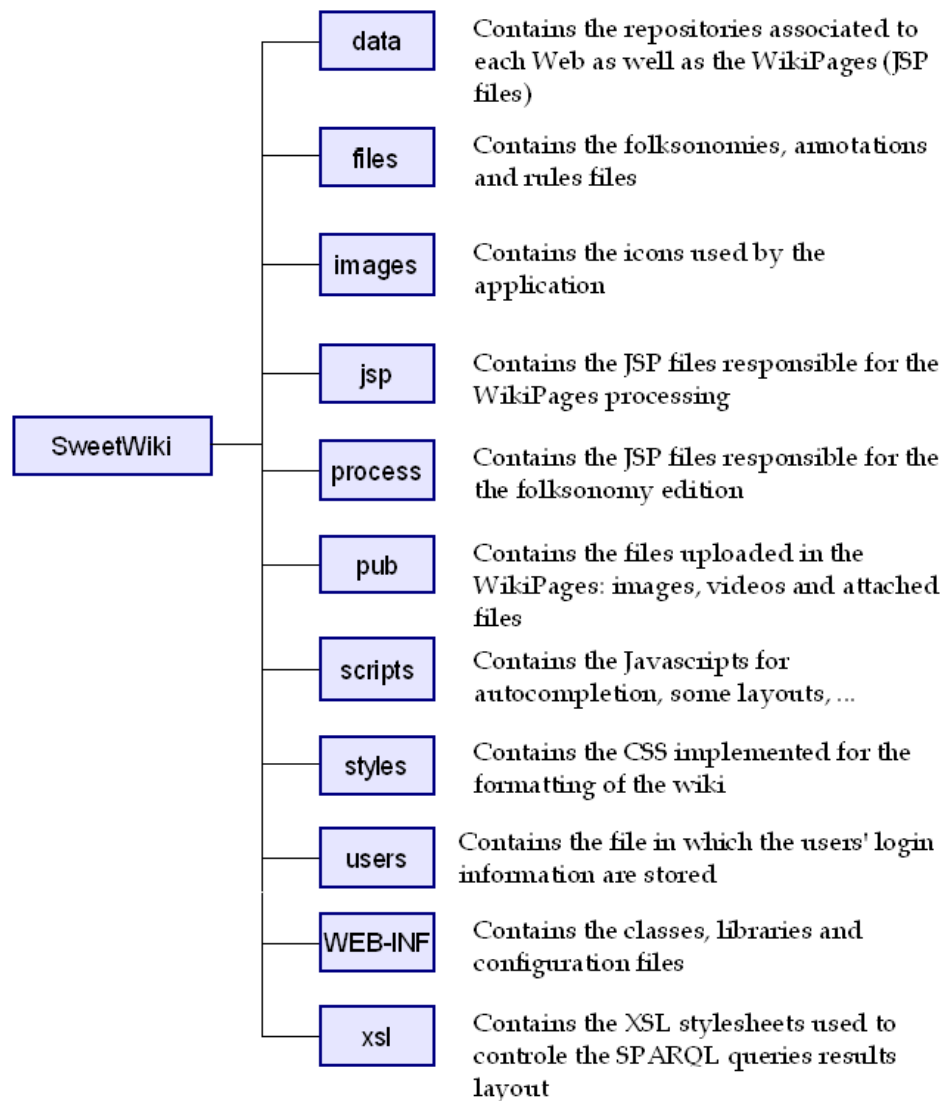 data
Contains the repositories associated to
each Web as well as the WikiPages (JSP
files)
files
Contains the folksonomies, annotations
and rules files
images
Contains the icons used by the
application
jsp
Contains the JSP files responsible for the
WikiPages processing
SweetWiki
process
Contains the JSP files responsible for the
the folksonomy edition
pub
Contains the files uploaded in the
WikiPages: images, videos and attached
files
scripts
Contains the Javascripts for
autocompletion, some layouts, ...
styles
Contains the CSS implemented for the
formatting of the wiki
users
Contains the file in which the users' login
information are stored
WEB-INF
Contains the classes, libraries and
configuration files
xsl
Contains the XSL stylesheets used to
controle the SPARQL queries results
layout